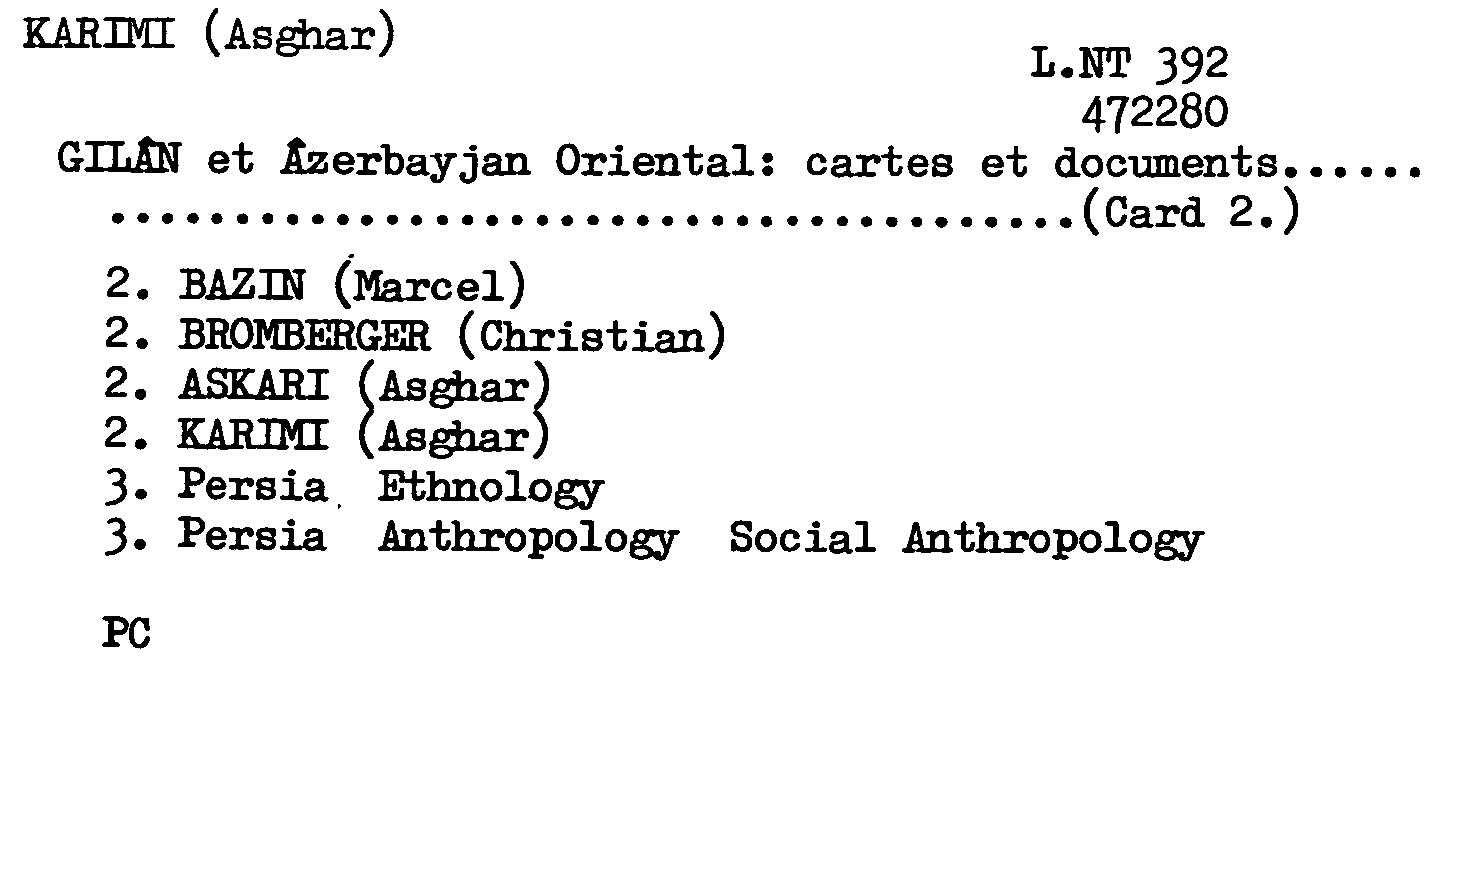 KARIMI (Asghar)
L.NT 392
472280
GILÂN et Âzerbayjan Oriental: cartes et documents......
.......................................(Card 2.)
2. BAZIN (Marcel)
2. BROMBERGER (Christian)
2. ASKARI (Asghar)
2. KARIMI (Asghar)
3. Persia Ethnology
3. Persia Anthropology Social Anthropology
PC